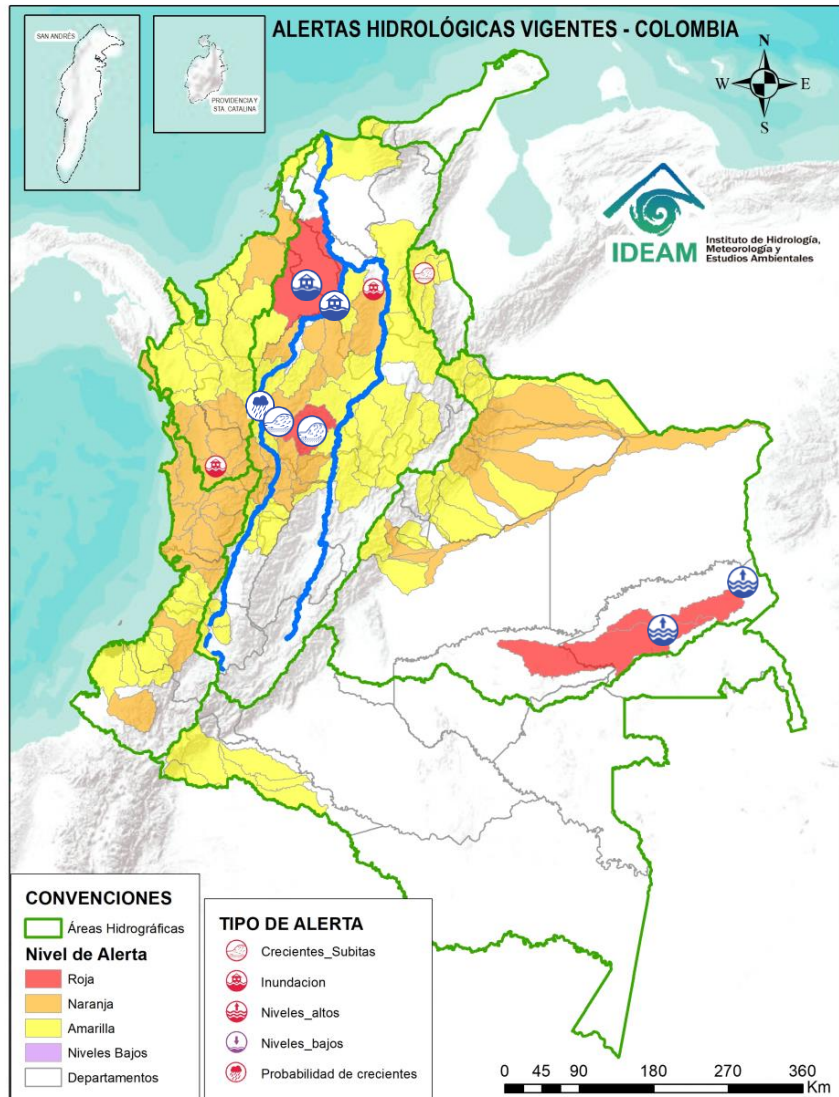 ALERTAS HIDROLÓGICAS VIGENTES - COLOMBIA
SAN ANDRÉS
PROVIDENCIA Y
STA. CATALINA
N
W
E
S
IDEAM
Instituto de Hidrología,
Meteorología y
Estudios Ambientales
CONVENCIONES
Áreas Hidrográficas
Nivel de Alerta
Roja
Naranja
Amarilla
Niveles Bajos
Departamentos
TIPO DE ALERTA
Crecientes_Subitas
Inundacion
Niveles_altos
Niveles_bajos
Probabilidad de crecientes
0 45 90 180 270 360
Km